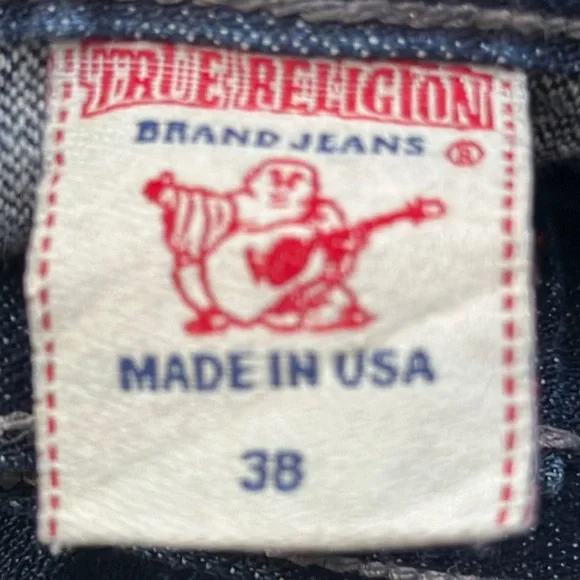 TRUE RELIGION
BRAND JEANS ®
MADE IN USA
38